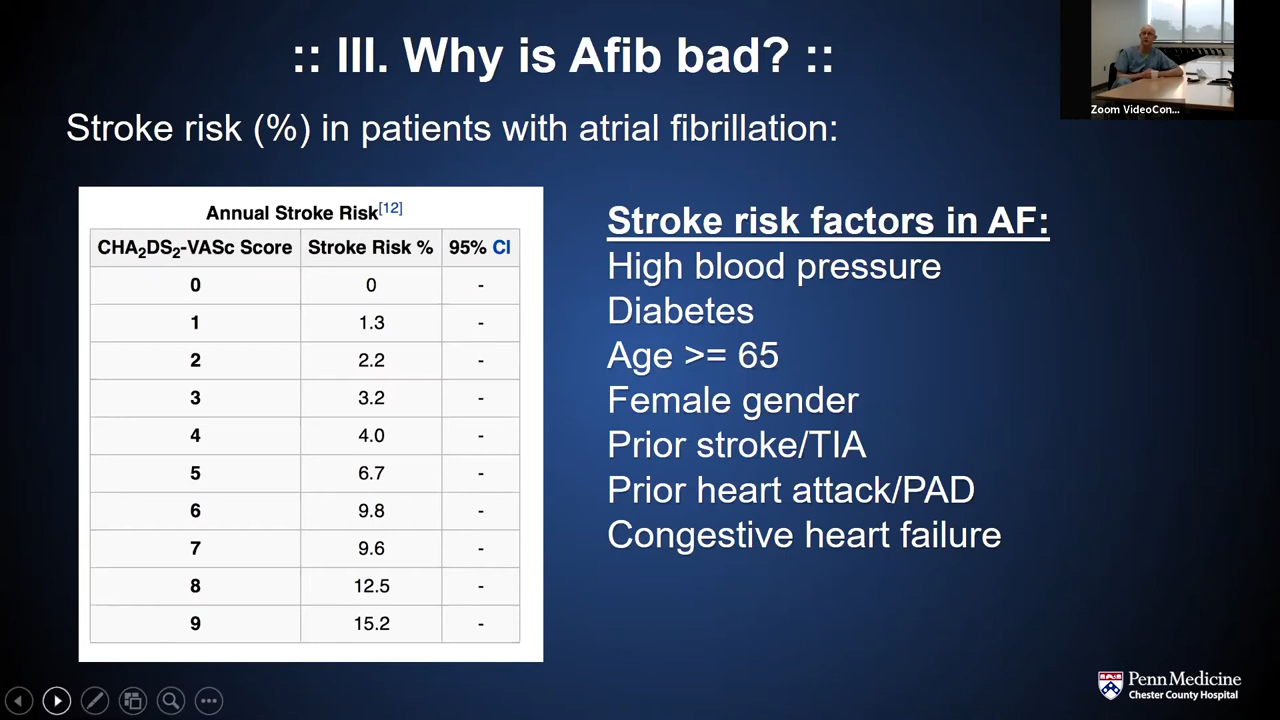 :: III. Why is Afib bad? ::
Zoom VideoCon...
Stroke risk (%) in patients with atrial fibrillation:
Annual Stroke Risk[12]
CHA₂DS₂-VASc Score Stroke Risk % 95% CI
0 0 -
1 1.3 -
2 2.2 -
3 3.2 -
4 4.0 -
5 6.7 -
6 9.8 -
7 9.6 -
8 12.5 -
9 15.2 -
Stroke risk factors in AF:
High blood pressure
Diabetes
Age >= 65
Female gender
Prior stroke/TIA
Prior heart attack/PAD
Congestive heart failure
Penn Medicine
Chester County Hospital